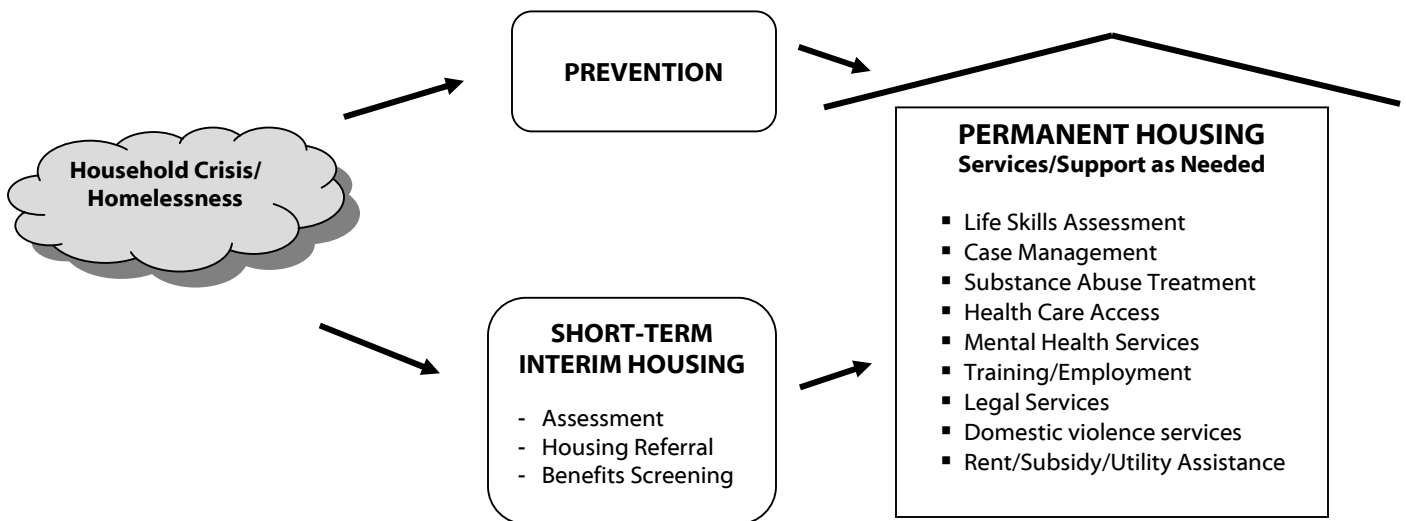 Household Crisis/
Homelessness
PREVENTION
SHORT-TERM
INTERIM HOUSING
- Assessment
- Housing Referral
- Benefits Screening
PERMANENT HOUSING
Services/Support as Needed
▪ Life Skills Assessment
▪ Case Management
▪ Substance Abuse Treatment
▪ Health Care Access
▪ Mental Health Services
▪ Training/Employment
▪ Legal Services
▪ Domestic violence services
▪ Rent/Subsidy/Utility Assistance